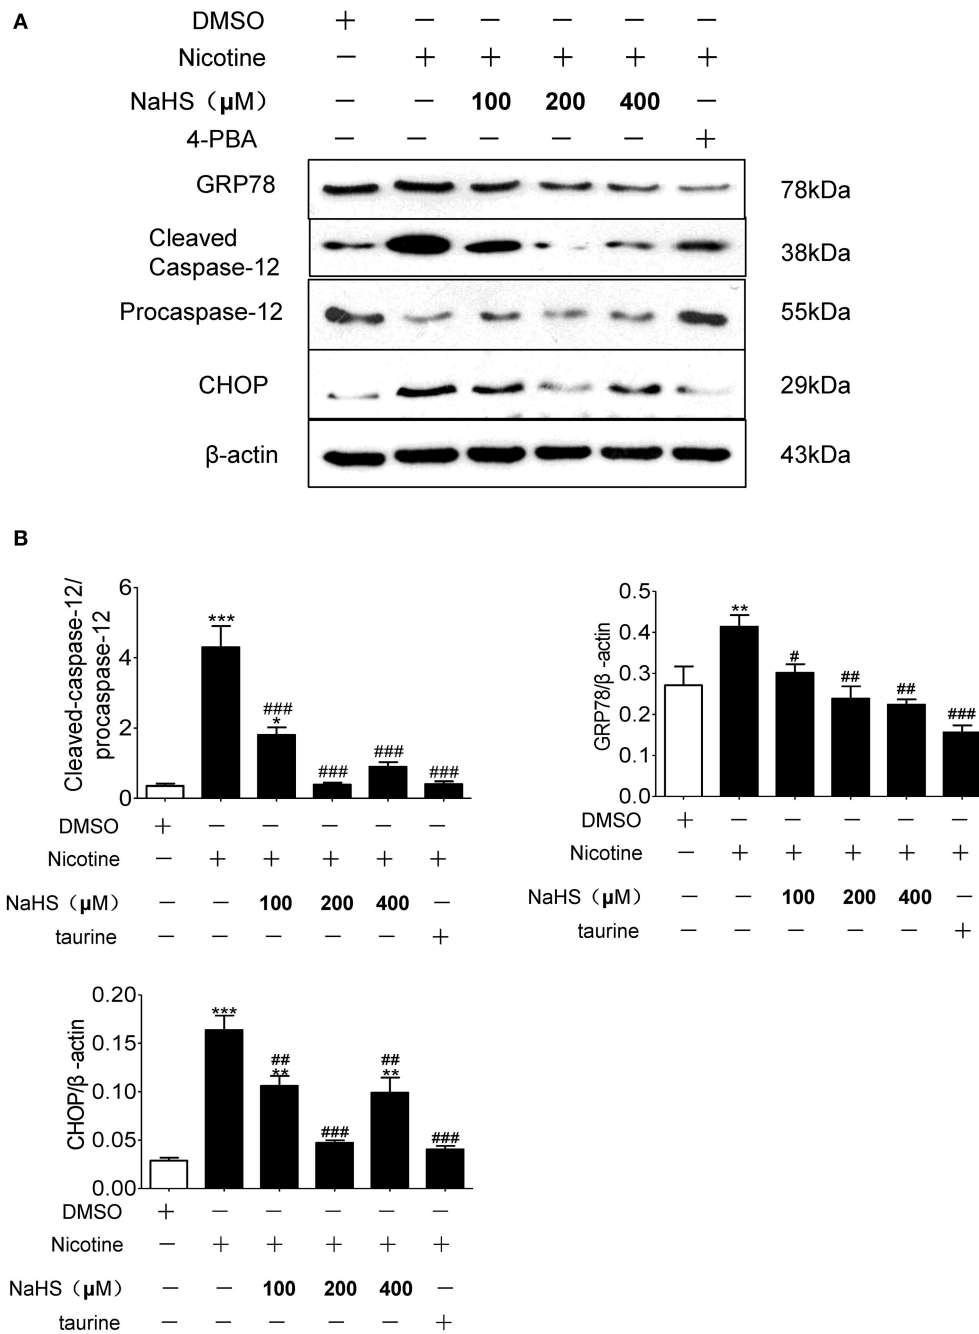 A
DMSO + − − − − −
Nicotine − + + + + +
NaHS (μM) − − 100 200 400 −
4-PBA − − − − − +
GRP78 78kDa
Cleaved
Caspase-12 38kDa
Procaspase-12 55kDa
CHOP 29kDa
β-actin 43kDa
B
Cleaved-caspase-12/
procaspase-12
6
4
2
0
***
###
*
###
###
###
DMSO + − − − − −
Nicotine − + + + + +
NaHS (μM) − − 100 200 400 −
taurine − − − − − +
GRP78/β -actin
0.5
0.4
0.3
0.2
0.1
0.0
**
#
##
##
###
DMSO + − − − − −
Nicotine − + + + + +
NaHS (μM) − − 100 200 400 −
taurine − − − − − +
CHOP/β -actin
0.20
0.15
0.10
0.05
0.00
***
##
**
###
##
**
###
DMSO + − − − − −
Nicotine − + + + + +
NaHS (μM) − − 100 200 400 −
taurine − − − − − +